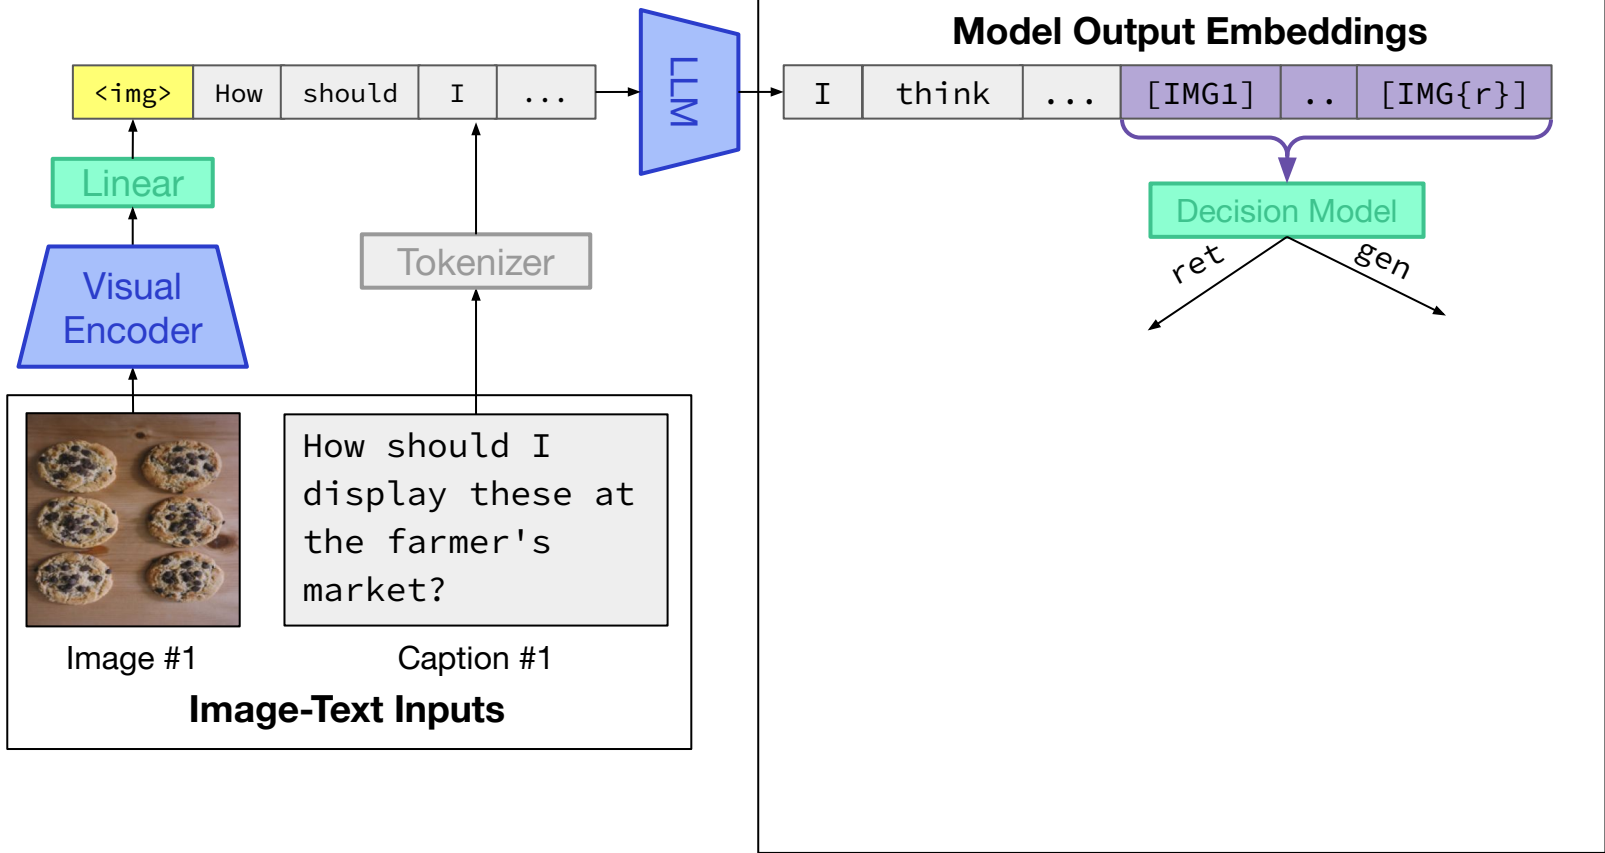 Model Output Embeddings
<img> How should I ...
LLM
I think ... [IMG1] .. [IMG{r}]
Linear
Decision Model
ret
gen
Tokenizer
Visual
Encoder
How should I
display these at
the farmer's
market?
Image #1
Caption #1
Image-Text Inputs